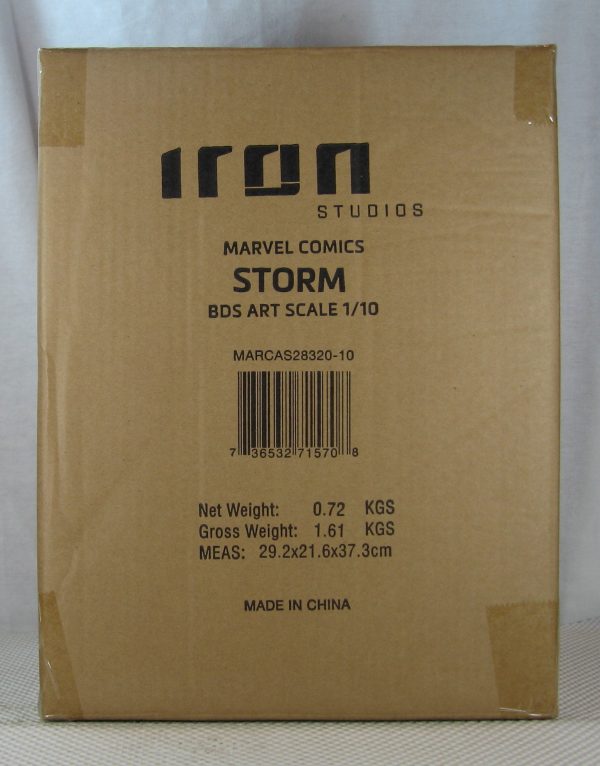 IRON
STUDIOS
MARVEL COMICS
STORM
BDS ART SCALE 1/10
MARCAS28320-10
7 36532 71570 8
Net Weight: 0.72 KGS
Gross Weight: 1.61 KGS
MEAS: 29.2x21.6x37.3cm
MADE IN CHINA